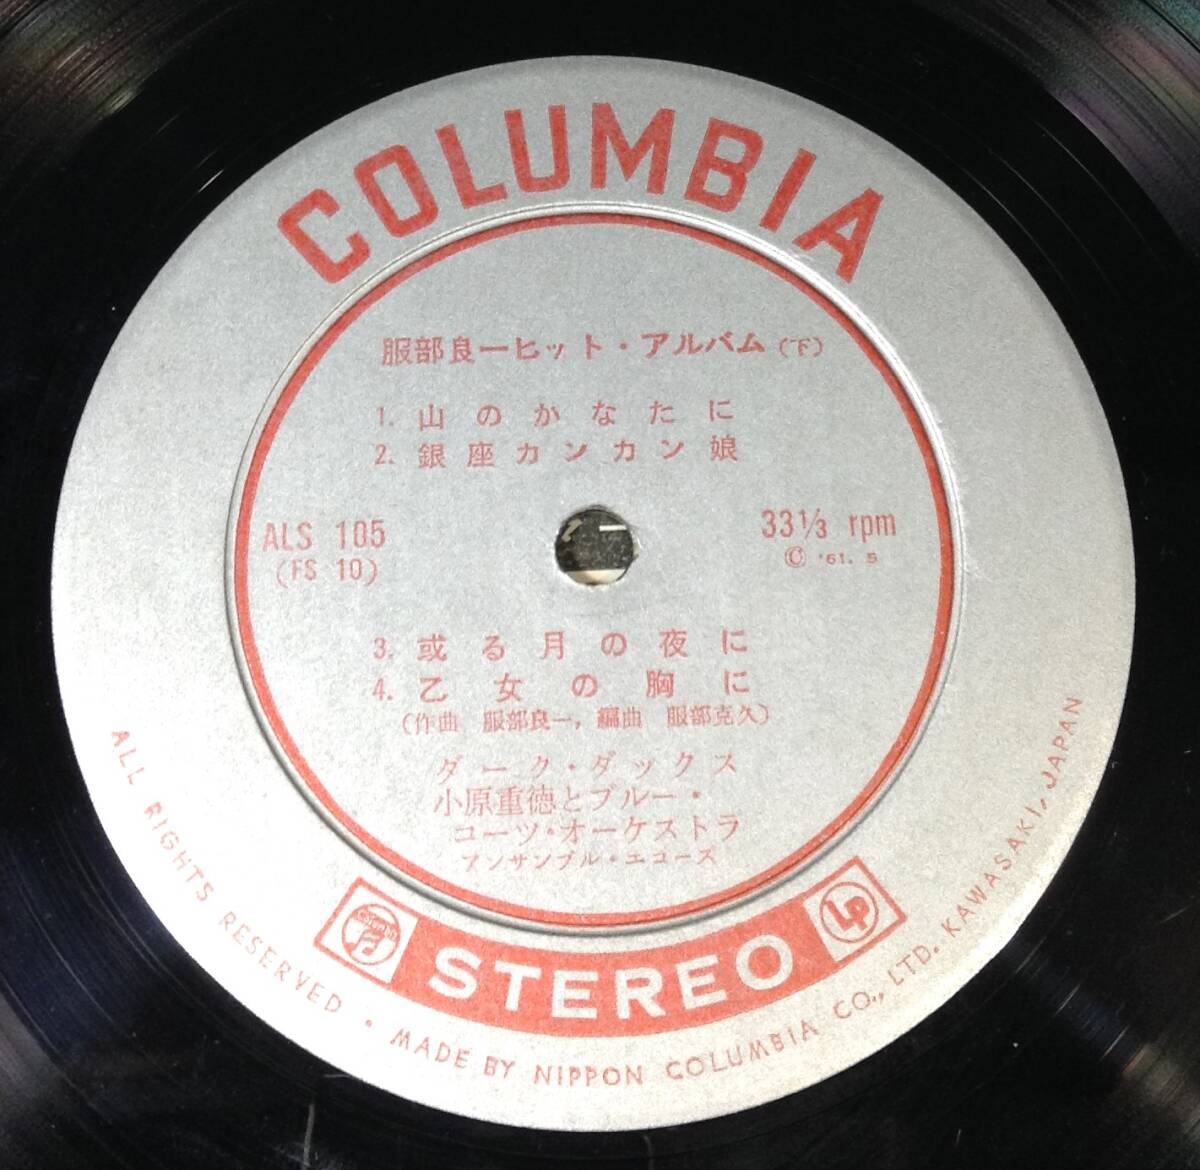 COLUMBIA
服部良一ヒット・アルバム(下)
1. 山のかなたに
2. 銀座カンカン娘
ALS 105
(FS 10)
33 1/3 rpm
© '61. 5
3. 或る月の夜に
4. 乙女の胸に
(作曲 服部良一, 編曲 服部克久)
ダーク・ダックス
小原重徳とブルー・
コーツ・オーケストラ
アンサンブル・エコーズ
Columbia
STEREO
LP
ALL RIGHTS RESERVED • MADE BY NIPPON COLUMBIA CO., LTD. KAWASAKI, JAPAN